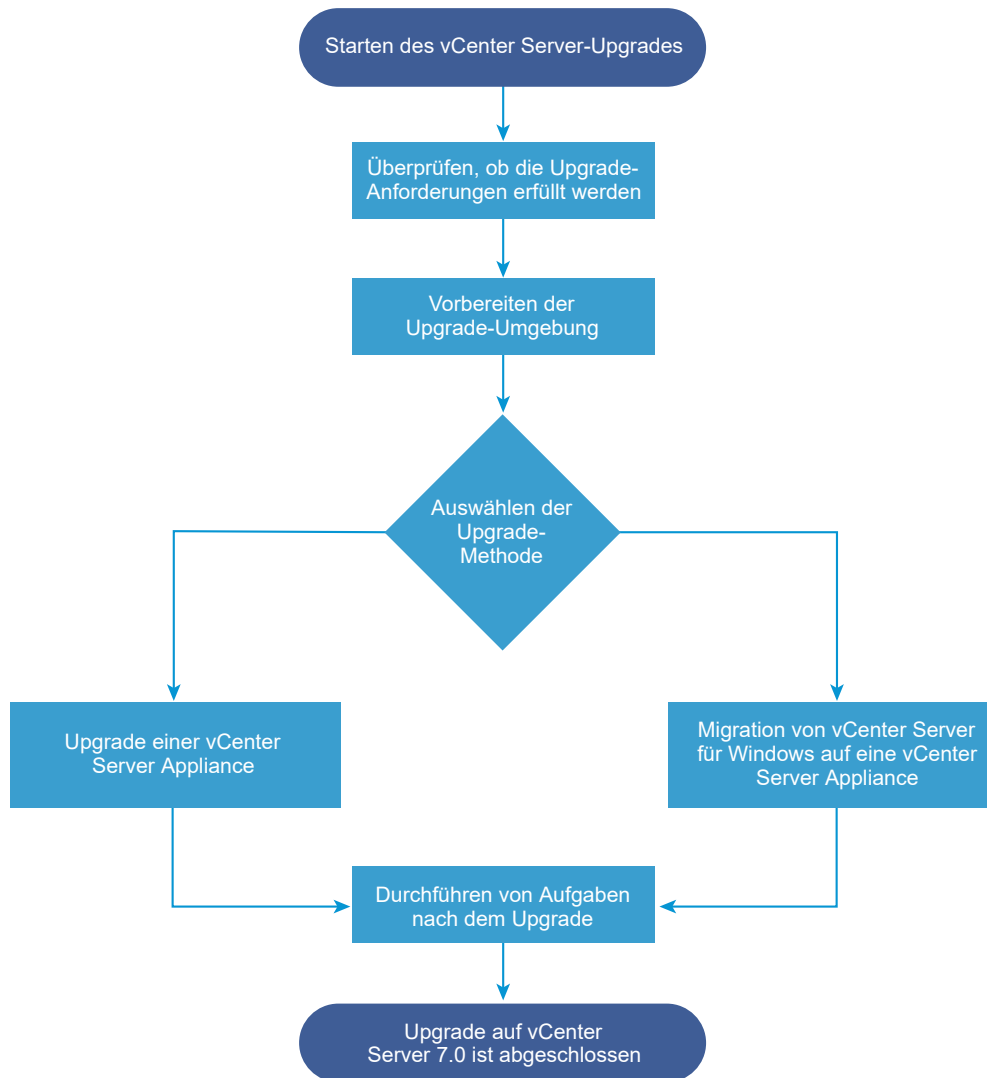 Starten des vCenter Server-Upgrades
Überprüfen, ob die Upgrade-
Anforderungen erfüllt werden
Vorbereiten der
Upgrade-Umgebung
Auswählen der
Upgrade-
Methode
Upgrade einer vCenter
Server Appliance
Migration von vCenter Server
für Windows auf eine vCenter
Server Appliance
Durchführen von Aufgaben
nach dem Upgrade
Upgrade auf vCenter
Server 7.0 ist abgeschlossen